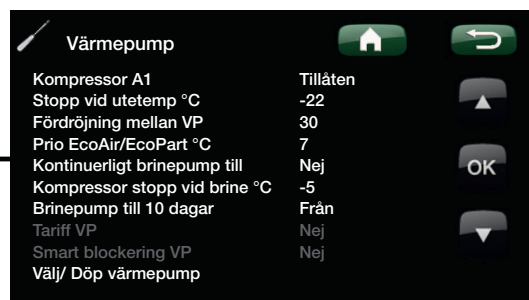 Värmepump
Kompressor A1 Tillåten
Stopp vid utetemp °C -22
Fördröjning mellan VP 30
Prio EcoAir/EcoPart °C 7
Kontinuerligt brinepump till Nej
Kompressor stopp vid brine °C -5
Brinepump till 10 dagar Från
Tariff VP Nej
Smart blockering VP Nej
Välj/ Döp värmepump
OK